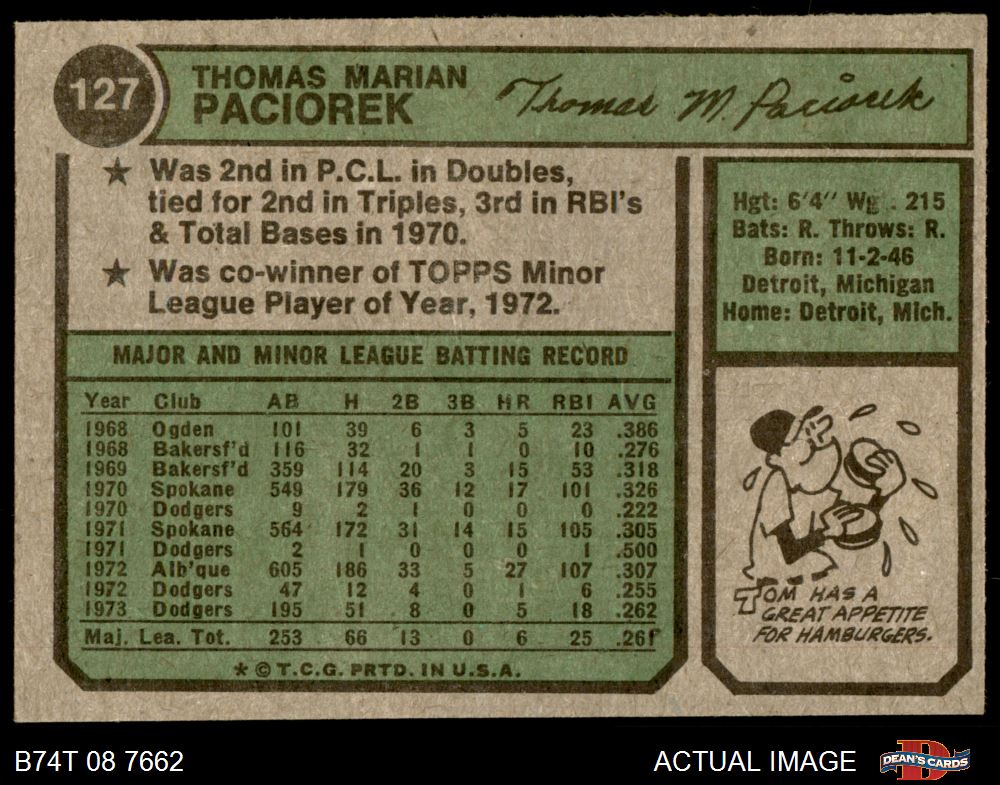 127
THOMAS MARIAN
PACIOREK
Thomas M. Paciorek
★ Was 2nd in P.C.L. in Doubles,
tied for 2nd in Triples, 3rd in RBI's
& Total Bases in 1970.
★ Was co-winner of TOPPS Minor
League Player of Year, 1972.
Hgt: 6'4" Wg . 215
Bats: R. Throws: R.
Born: 11-2-46
Detroit, Michigan
Home: Detroit, Mich.
MAJOR AND MINOR LEAGUE BATTING RECORD
Year Club AB H 2B 3B HR RBI AVG
1968 Ogden 101 39 6 3 5 23 .386
1968 Bakersf'd 116 32 1 1 0 10 .276
1969 Bakersf'd 359 114 20 3 15 53 .318
1970 Spokane 549 179 36 12 17 101 .326
1970 Dodgers 9 2 1 0 0 0 .222
1971 Spokane 564 172 31 14 15 105 .305
1971 Dodgers 2 1 0 0 0 1 .500
1972 Alb'que 605 186 33 5 27 107 .307
1972 Dodgers 47 12 4 0 1 6 .255
1973 Dodgers 195 51 8 0 5 18 .262
Maj. Lea. Tot. 253 66 13 0 6 25 .261
* © T.C.G. PRTD. IN U.S.A.
TOM HAS A
GREAT APPETITE
FOR HAMBURGERS.
B74T 08 7662
ACTUAL IMAGE
D
DEAN'S CARDS